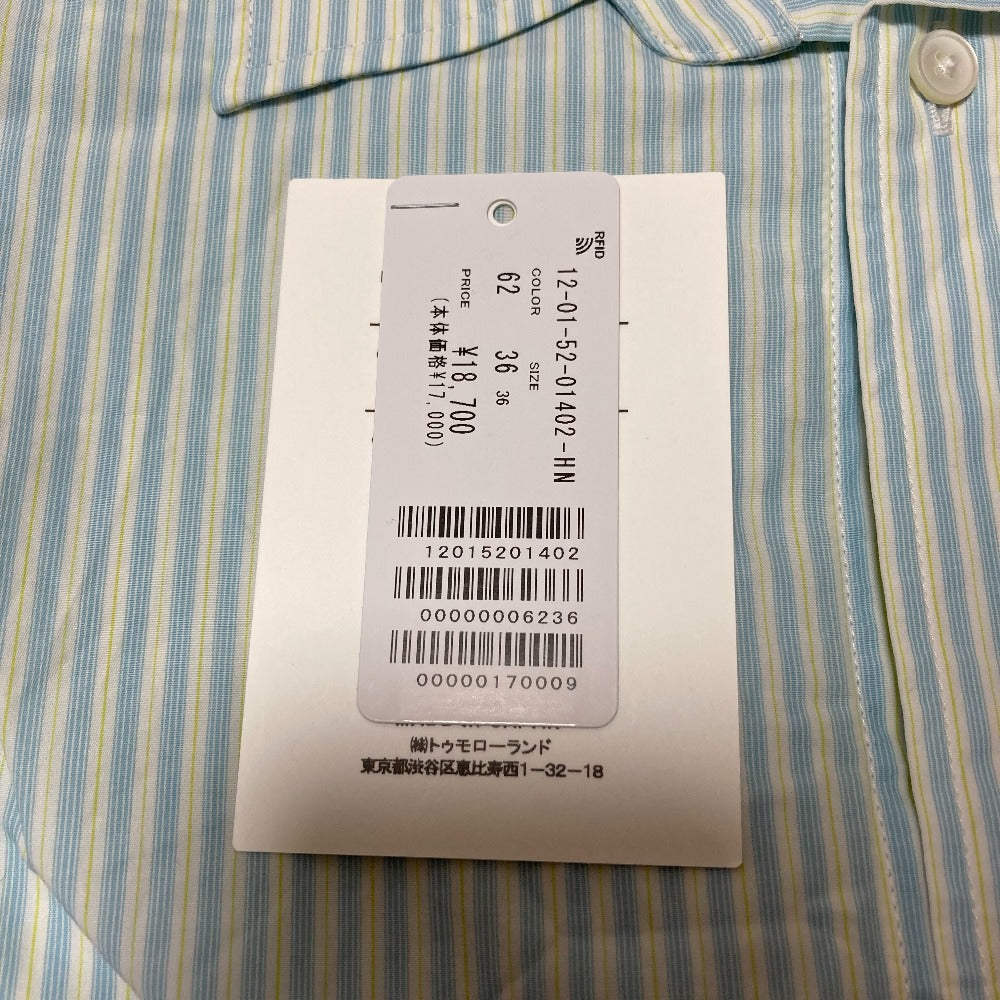 RFID
12-01-52-01402-HN
COLOR SIZE
62 36 36
PRICE ¥18,700
(本体価格¥17,000)
12015201402
00000006236
00000170009
㈱トゥモローランド
東京都渋谷区恵比寿西1-32-18